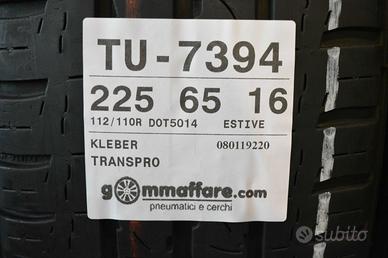 TU-7394
225 65 16
112/110R DOT5014 ESTIVE
KLEBER 080119220
TRANSPRO
gommaffare.com
pneumatici e cerchi
subito